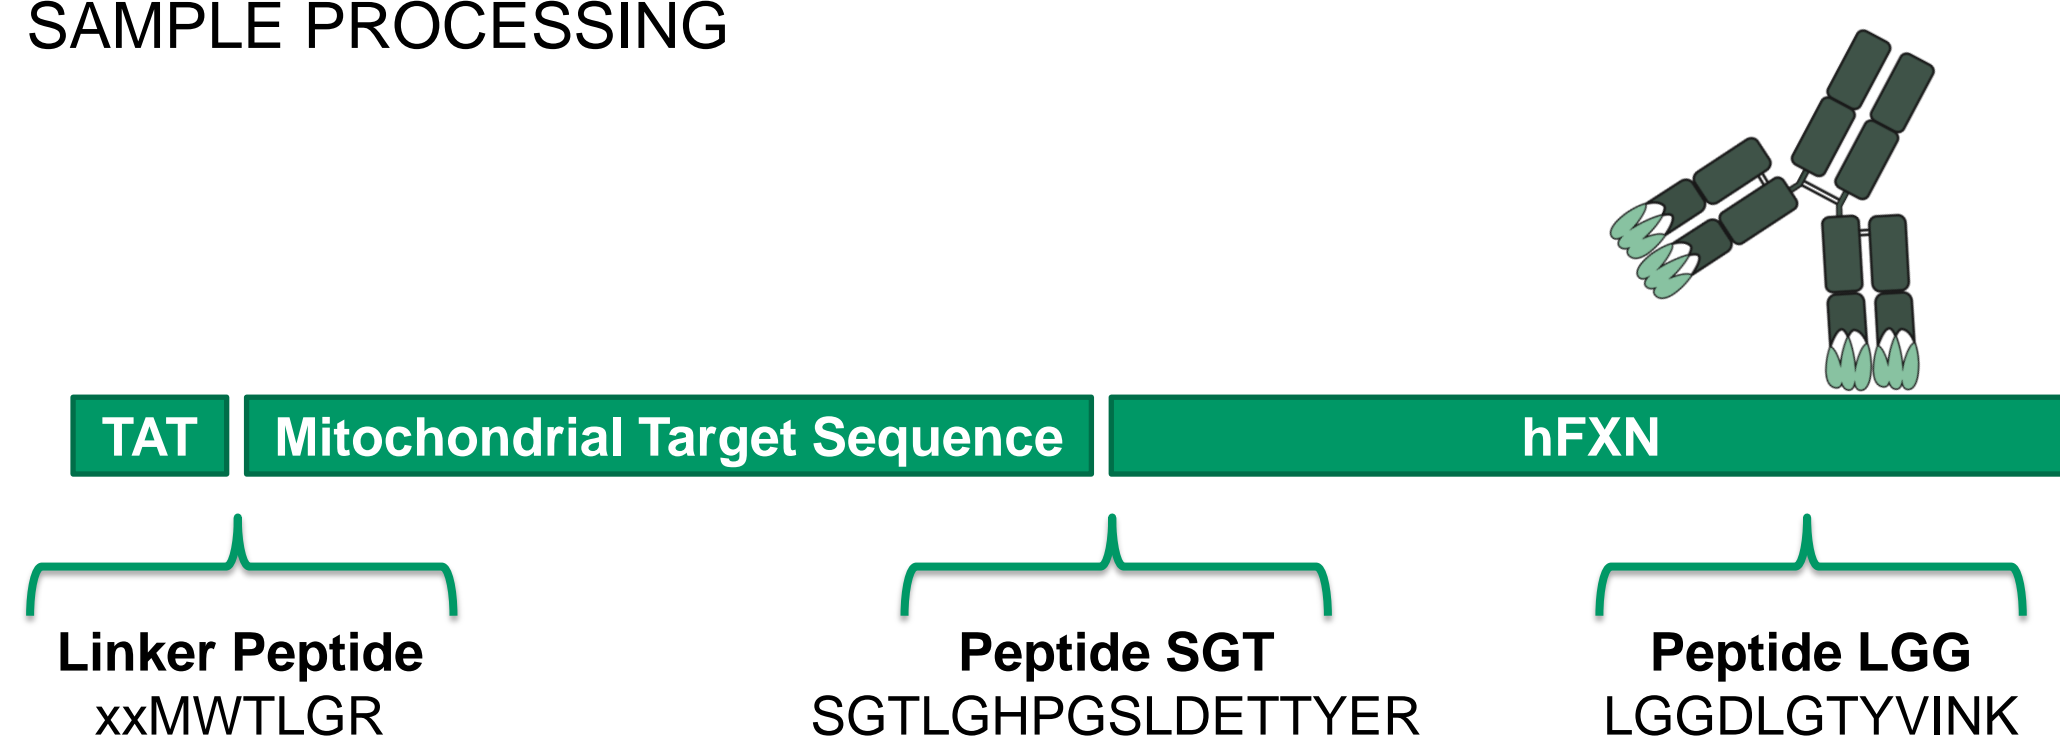 SAMPLE PROCESSING
TAT
Mitochondrial Target Sequence
hFXN
Linker Peptide
xxMWTLGR
Peptide SGT
SGTLGHPGSLDETTYER
Peptide LGG
LGGDLGTYVINK